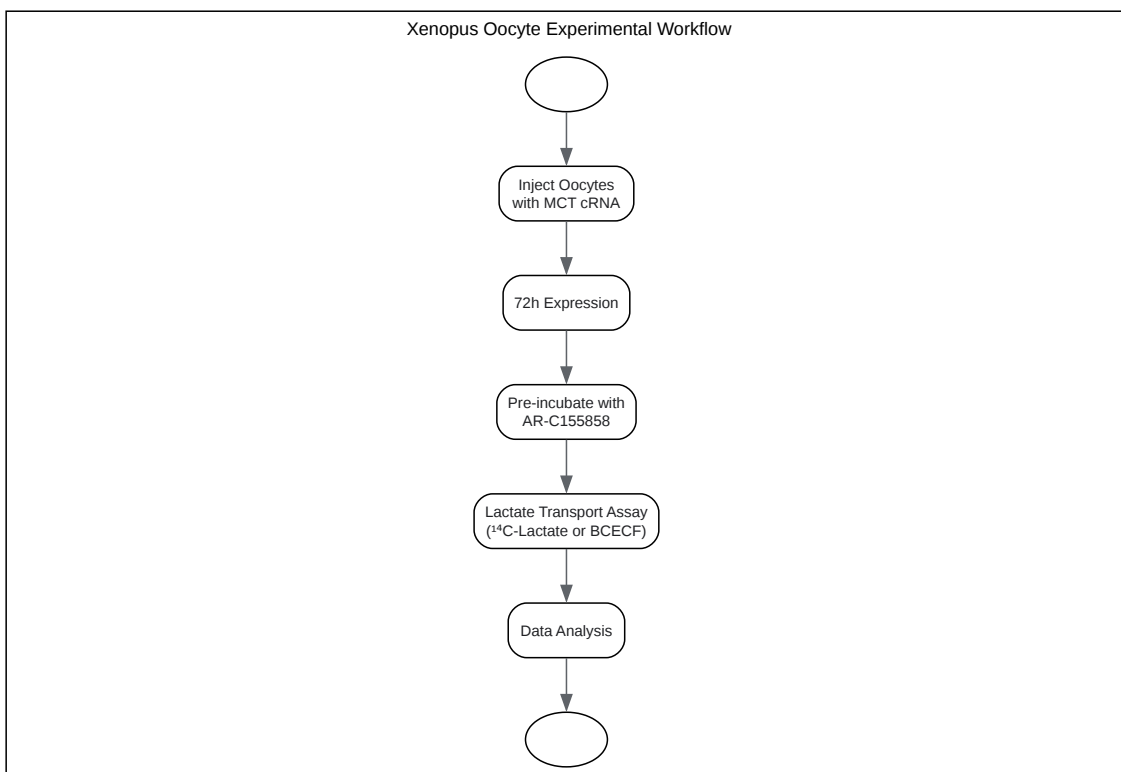 Xenopus Oocyte Experimental Workflow
Inject Oocytes
with MCT cRNA
72h Expression
Pre-incubate with
AR-C155858
Lactate Transport Assay
(¹⁴C-Lactate or BCECF)
Data Analysis